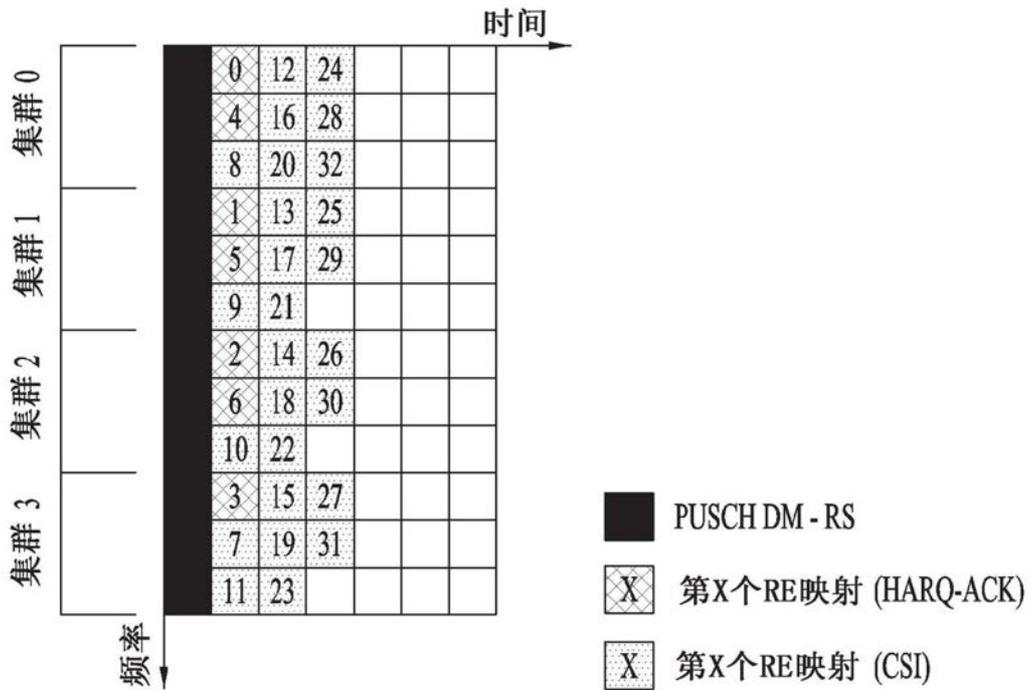 时间
集群 0
集群 1
集群 2
集群 3
0 12 24
4 16 28
8 20 32
1 13 25
5 17 29
9 21
2 14 26
6 18 30
10 22
3 15 27
7 19 31
11 23
频率
PUSCH DM - RS
X 第X个RE映射 (HARQ-ACK)
X 第X个RE映射 (CSI)